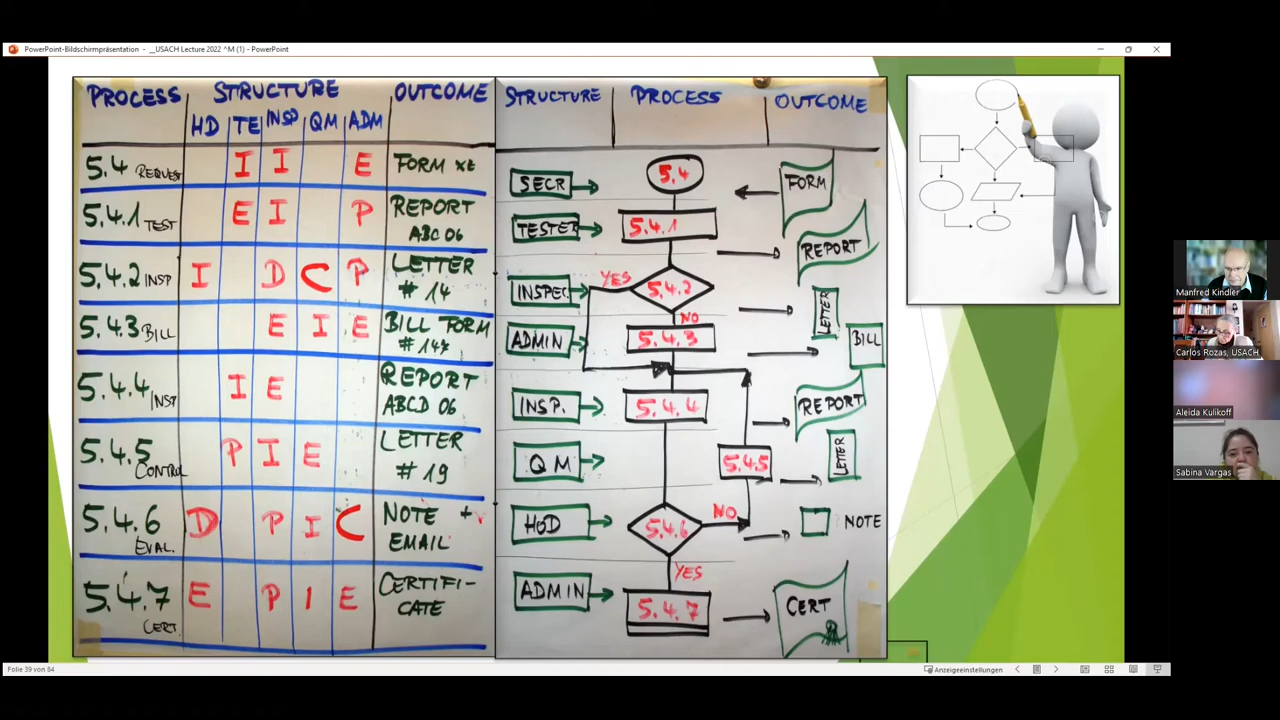 PowerPoint-Bildschirmpräsentation - __USACH Lecture 2022 ^M (1) - PowerPoint
PROCESS STRUCTURE OUTCOME
HD TE INSP QM ADM
5.4 REQUEST I I E FORM XE
5.4.1 TEST E I P REPORT
ABC 06
5.4.2 INSP I D C P LETTER
# 14
5.4.3 BILL E I E BILL FORM
5.4.4 INSP I E REPORT
ABCD 06
5.4.5 CONTROL P I E LETTER
# 19
5.4.6 EVAL. D P I C NOTE +
EMAIL
5.4.7 CERT. E P I E CERTIFI-
CATE
STRUCTURE PROCESS OUTCOME
SECR 5.4 FORM
TESTER 5.4.1 REPORT
YES
INSPEC 5.4.2 LETTER
NO
ADMIN 5.4.3 BILL
INSP. 5.4.4 REPORT
QM 5.4.5 LETTER
HOD 5.4.6 NO NOTE
YES
ADMIN 5.4.7 CERT
Manfred Kindler
Carlos Rozas, USACH
Aleida Kulikoff
Sabina Vargas
Folie 39 von 84
Anzeigeeinstellungen